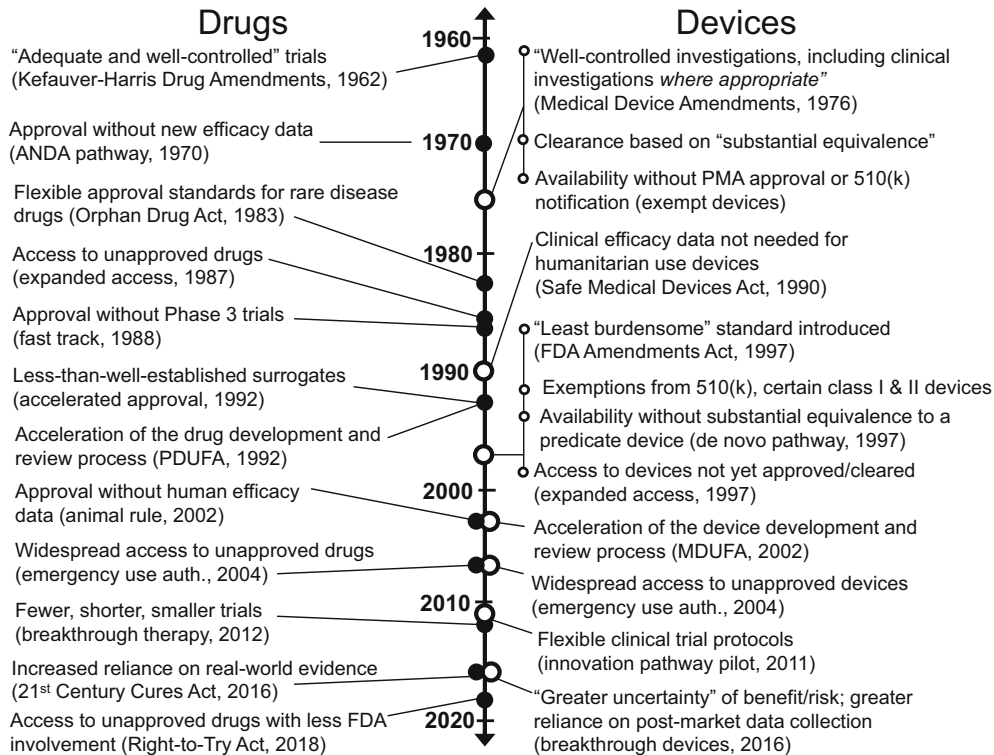 Drugs
“Adequate and well-controlled” trials
(Kefauver-Harris Drug Amendments, 1962)
Approval without new efficacy data
(ANDA pathway, 1970)
Flexible approval standards for rare disease
drugs (Orphan Drug Act, 1983)
Access to unapproved drugs
(expanded access, 1987)
Approval without Phase 3 trials
(fast track, 1988)
Less-than-well-established surrogates
(accelerated approval, 1992)
Acceleration of the drug development and
review process (PDUFA, 1992)
Approval without human efficacy
data (animal rule, 2002)
Widespread access to unapproved drugs
(emergency use auth., 2004)
Fewer, shorter, smaller trials
(breakthrough therapy, 2012)
Increased reliance on real-world evidence
(21st Century Cures Act, 2016)
Access to unapproved drugs with less FDA
involvement (Right-to-Try Act, 2018)
1960
1970
1980
1990
2000
2010
2020
Devices
“Well-controlled investigations, including clinical
investigations where appropriate”
(Medical Device Amendments, 1976)
Clearance based on “substantial equivalence”
Availability without PMA approval or 510(k)
notification (exempt devices)
Clinical efficacy data not needed for
humanitarian use devices
(Safe Medical Devices Act, 1990)
“Least burdensome” standard introduced
(FDA Amendments Act, 1997)
Exemptions from 510(k), certain class I & II devices
Availability without substantial equivalence to a
predicate device (de novo pathway, 1997)
Access to devices not yet approved/cleared
(expanded access, 1997)
Acceleration of the device development and
review process (MDUFA, 2002)
Widespread access to unapproved devices
(emergency use auth., 2004)
Flexible clinical trial protocols
(innovation pathway pilot, 2011)
“Greater uncertainty” of benefit/risk; greater
reliance on post-market data collection
(breakthrough devices, 2016)